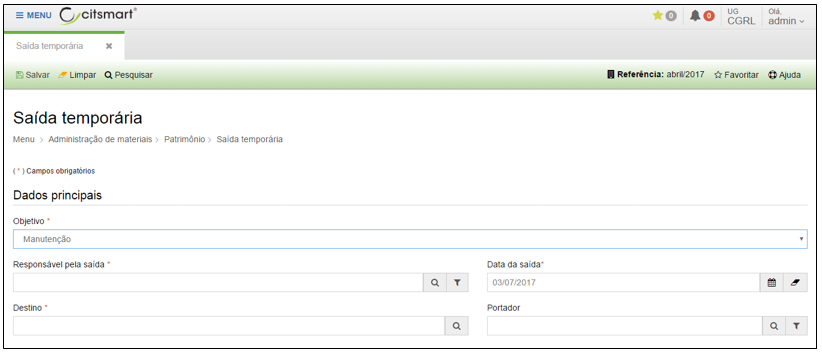 MENU citsmart® 0 0 UG CGRL Olá, admin
Saída temporária ×
Salvar Limpar Pesquisar Referência: abril/2017 Favoritar Ajuda
Saída temporária
Menu > Administração de materiais > Patrimônio > Saída temporária
( * ) Campos obrigatórios
Dados principais
Objetivo *
Manutenção
Responsável pela saída * Data da saída*
03/07/2017
Destino * Portador